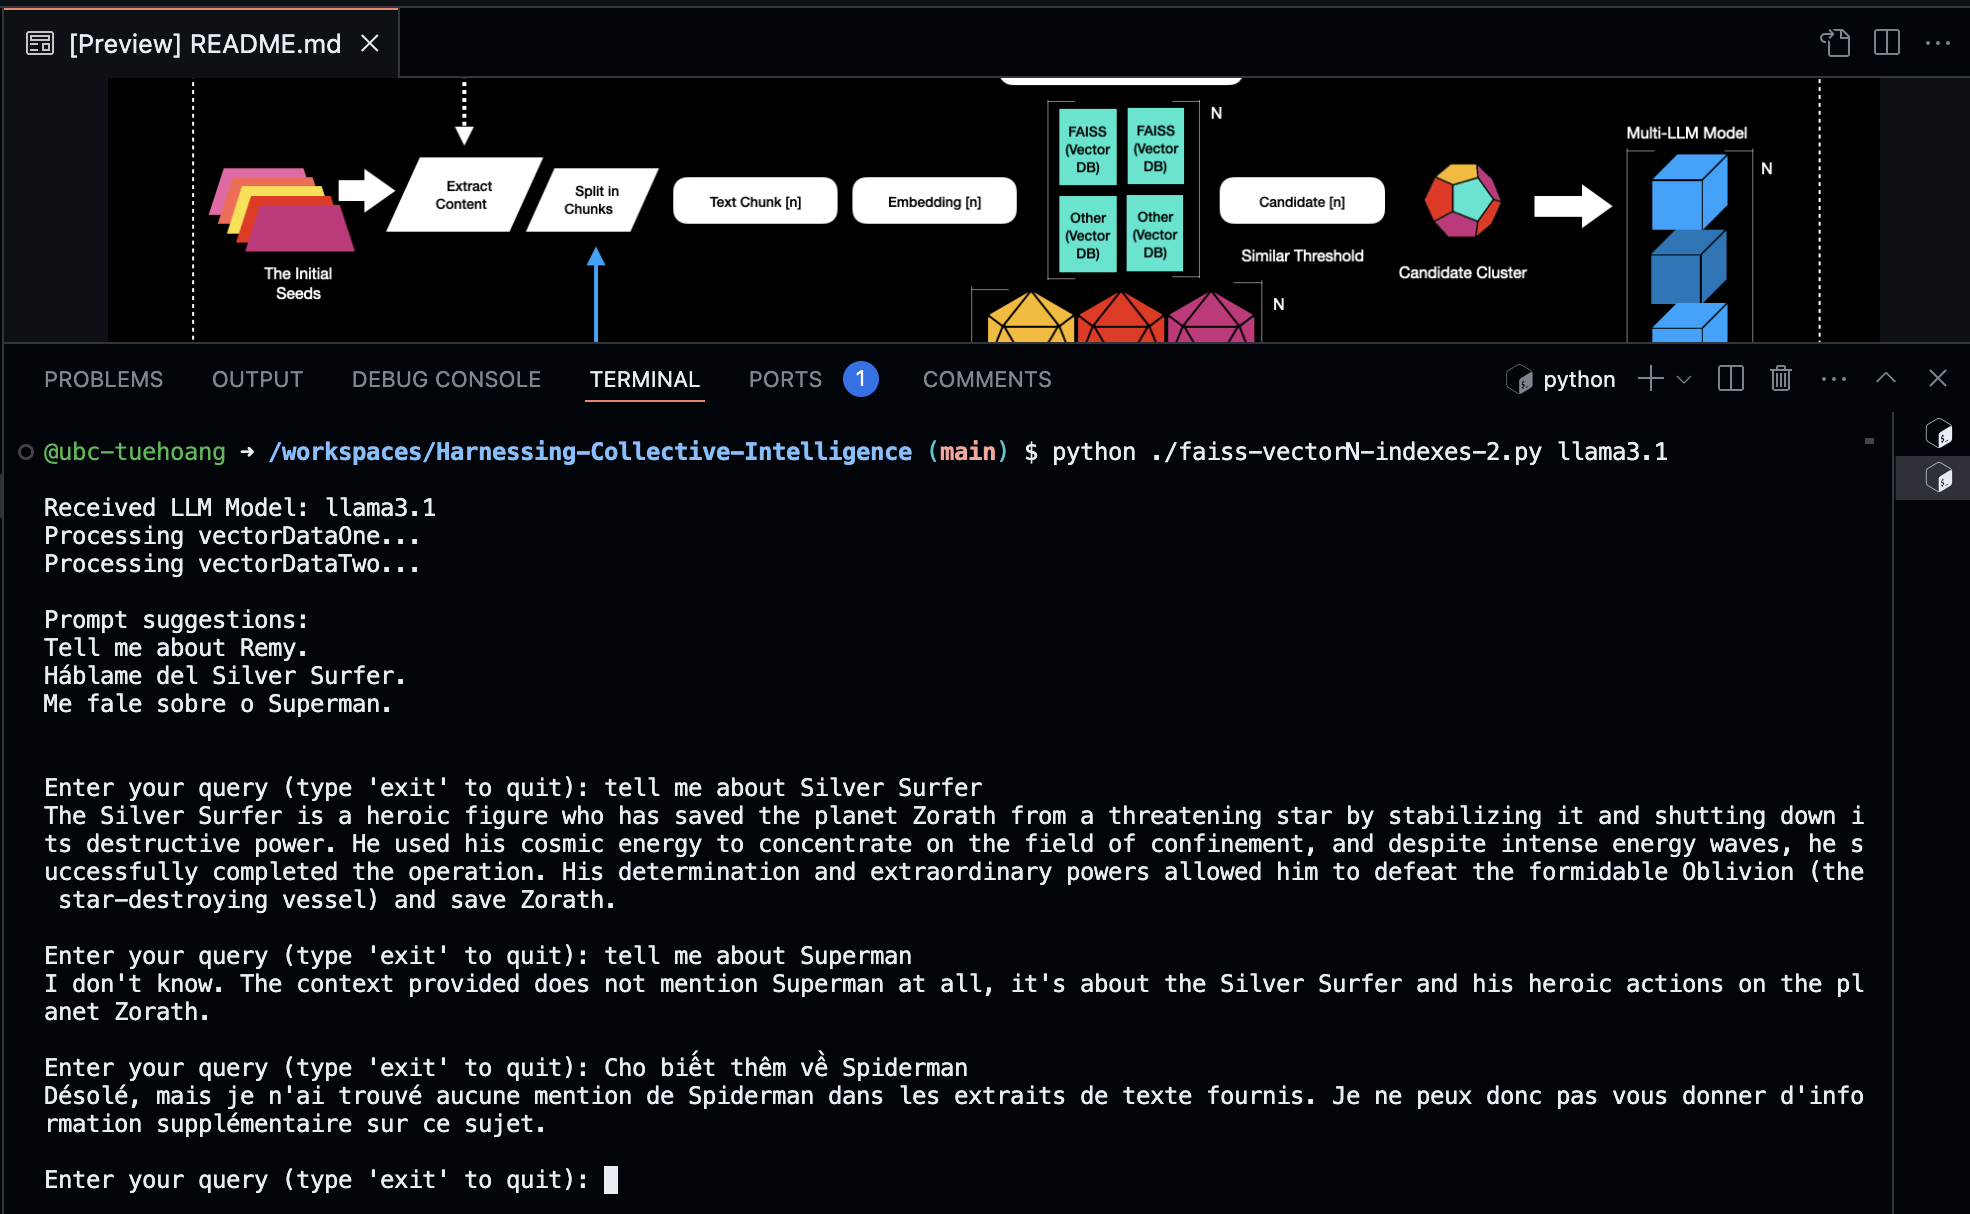 [Preview] README.md
N
FAISS
(Vector
DB)
FAISS
(Vector
DB)
Multi-LLM Model
N
Extract
Content
Split in
Chunks
Text Chunk [n]
Embedding [n]
Candidate [n]
Other
(Vector
DB)
Other
(Vector
DB)
Similar Threshold
Candidate Cluster
The Initial
Seeds
N
PROBLEMS OUTPUT DEBUG CONSOLE TERMINAL PORTS 1 COMMENTS python
@ubc-tuehoang ➜ /workspaces/Harnessing-Collective-Intelligence (main) $ python ./faiss-vectorN-indexes-2.py llama3.1
Received LLM Model: llama3.1
Processing vectorDataOne...
Processing vectorDataTwo...
Prompt suggestions:
Tell me about Remy.
Háblame del Silver Surfer.
Me fale sobre o Superman.
Enter your query (type 'exit' to quit): tell me about Silver Surfer
The Silver Surfer is a heroic figure who has saved the planet Zorath from a threatening star by stabilizing it and shutting down i
ts destructive power. He used his cosmic energy to concentrate on the field of confinement, and despite intense energy waves, he s
uccessfully completed the operation. His determination and extraordinary powers allowed him to defeat the formidable Oblivion (the
star-destroying vessel) and save Zorath.
Enter your query (type 'exit' to quit): tell me about Superman
I don't know. The context provided does not mention Superman at all, it's about the Silver Surfer and his heroic actions on the pl
anet Zorath.
Enter your query (type 'exit' to quit): Cho biết thêm về Spiderman
Désolé, mais je n'ai trouvé aucune mention de Spiderman dans les extraits de texte fournis. Je ne peux donc pas vous donner d'info
rmation supplémentaire sur ce sujet.
Enter your query (type 'exit' to quit):